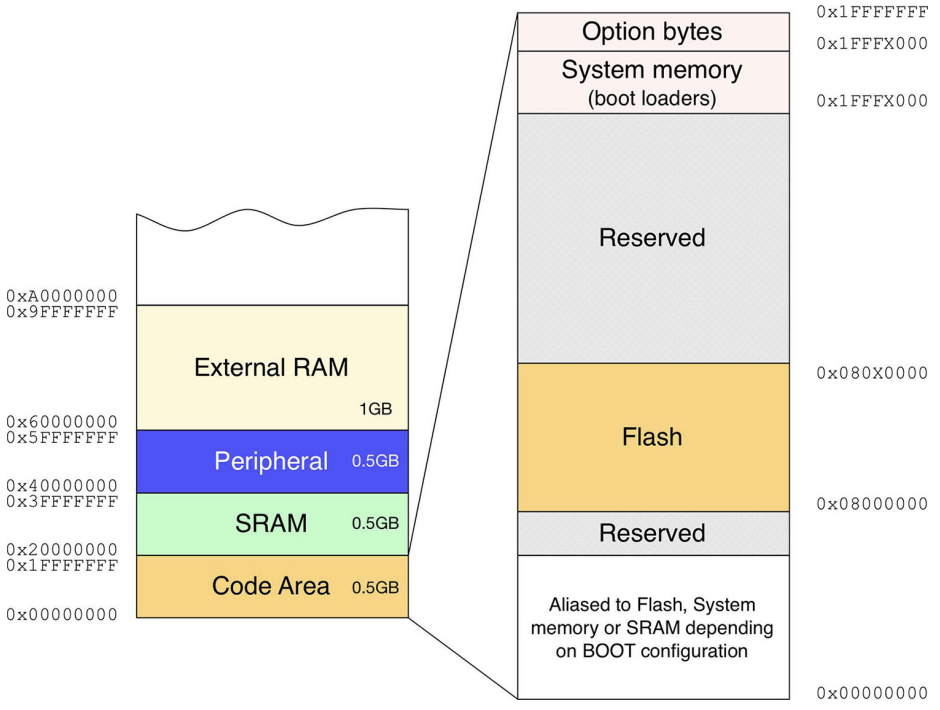 0x1FFFFFFF
Option bytes
0x1FFFX000
System memory
(boot loaders)
0x1FFFX000
Reserved
0xA0000000
0x9FFFFFFF
External RAM
1GB
0x60000000
0x5FFFFFFF
Peripheral 0.5GB
0x40000000
0x3FFFFFFF
SRAM 0.5GB
0x20000000
0x1FFFFFFF
Code Area 0.5GB
0x00000000
0x080X0000
Flash
0x08000000
Reserved
Aliased to Flash, System
memory or SRAM depending
on BOOT configuration
0x00000000